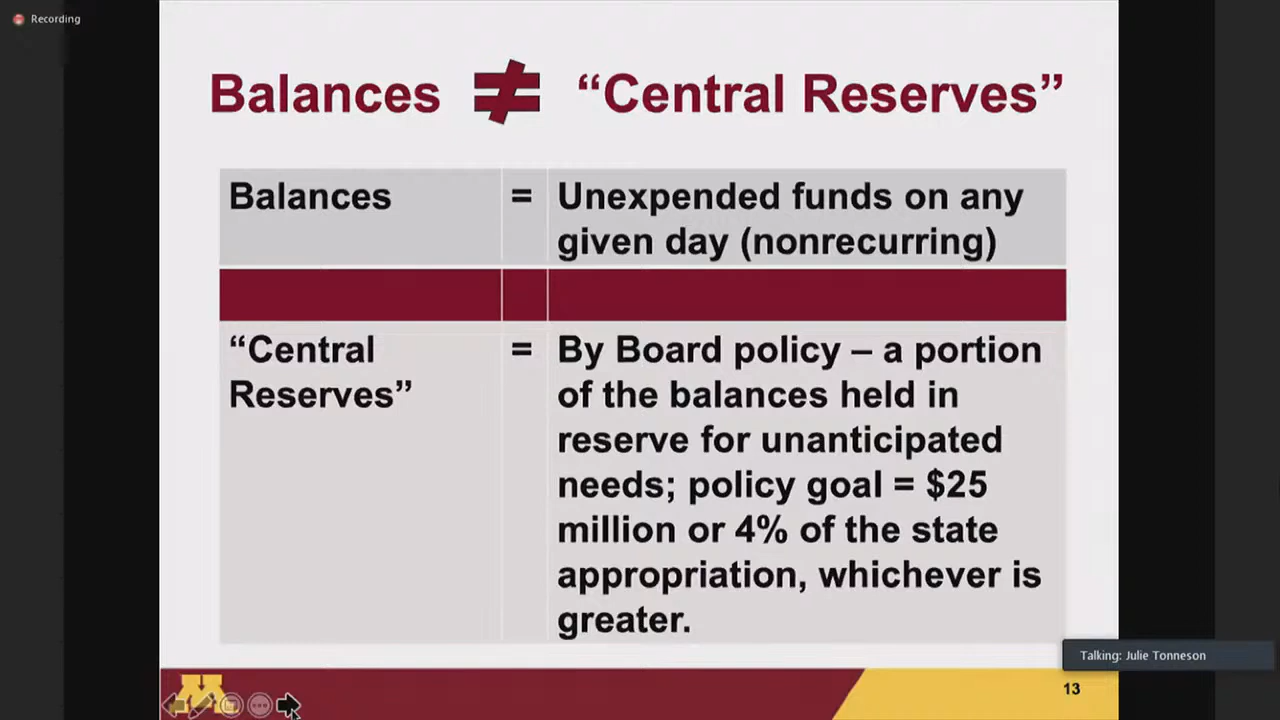 Recording
Balances ≠ “Central Reserves”
Balances = Unexpended funds on any
given day (nonrecurring)
“Central = By Board policy – a portion
Reserves” of the balances held in
reserve for unanticipated
needs; policy goal = $25
million or 4% of the state
appropriation, whichever is
greater.
Talking: Julie Tonneson
M
13